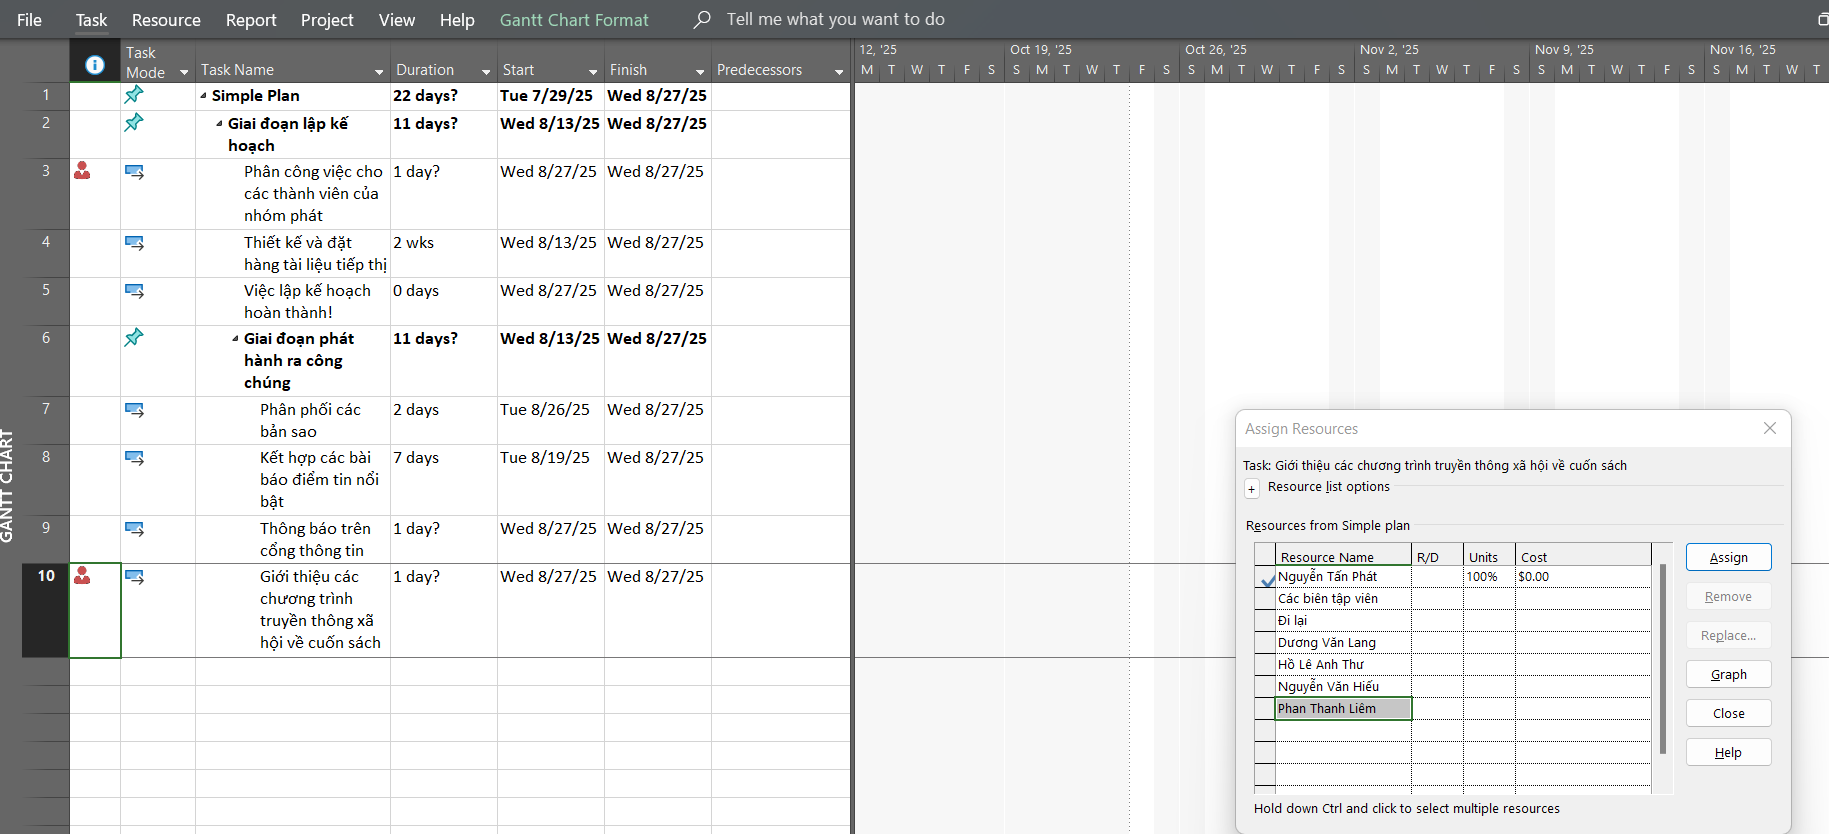 File Task Resource Report Project View Help Gantt Chart Format Tell me what you want to do
Task Mode Task Name Duration Start Finish Predecessors
12, '25 Oct 19, '25 Oct 26, '25 Nov 2, '25 Nov 9, '25 Nov 16, '25
M T W T F S S M T W T F S S M T W T F S S M T W T F S S M T W T F S S M T W T
1 Simple Plan 22 days? Tue 7/29/25 Wed 8/27/25
2 Giai đoạn lập kế 11 days? Wed 8/13/25 Wed 8/27/25
hoạch
3 Phân công việc cho 1 day? Wed 8/27/25 Wed 8/27/25
các thành viên của
nhóm phát
4 Thiết kế và đặt 2 wks Wed 8/13/25 Wed 8/27/25
hàng tài liệu tiếp thị
5 Việc lập kế hoạch 0 days Wed 8/27/25 Wed 8/27/25
hoàn thành!
6 Giai đoạn phát 11 days? Wed 8/13/25 Wed 8/27/25
hành ra công
chúng
7 Phân phối các 2 days Tue 8/26/25 Wed 8/27/25
bản sao
8 Kết hợp các bài 7 days Tue 8/19/25 Wed 8/27/25
báo điểm tin nổi
bật
9 Thông báo trên 1 day? Wed 8/27/25 Wed 8/27/25
cổng thông tin
10 Giới thiệu các 1 day? Wed 8/27/25 Wed 8/27/25
chương trình
truyền thông xã
hội về cuốn sách
GANTT CHART
Assign Resources
Task: Giới thiệu các chương trình truyền thông xã hội về cuốn sách
+ Resource list options
Resources from Simple plan
Resource Name R/D Units Cost
Nguyễn Tấn Phát 100% $0.00
Các biên tập viên
Đi lại
Dương Văn Lang
Hồ Lê Anh Thư
Nguyễn Văn Hiếu
Phan Thanh Liêm
Assign
Remove
Replace...
Graph
Close
Help
Hold down Ctrl and click to select multiple resources